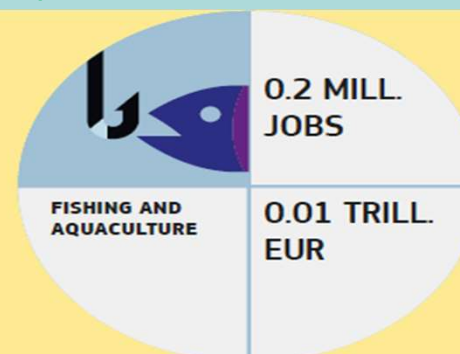 0.2 MILL.
JOBS
FISHING AND
AQUACULTURE
0.01 TRILL.
EUR